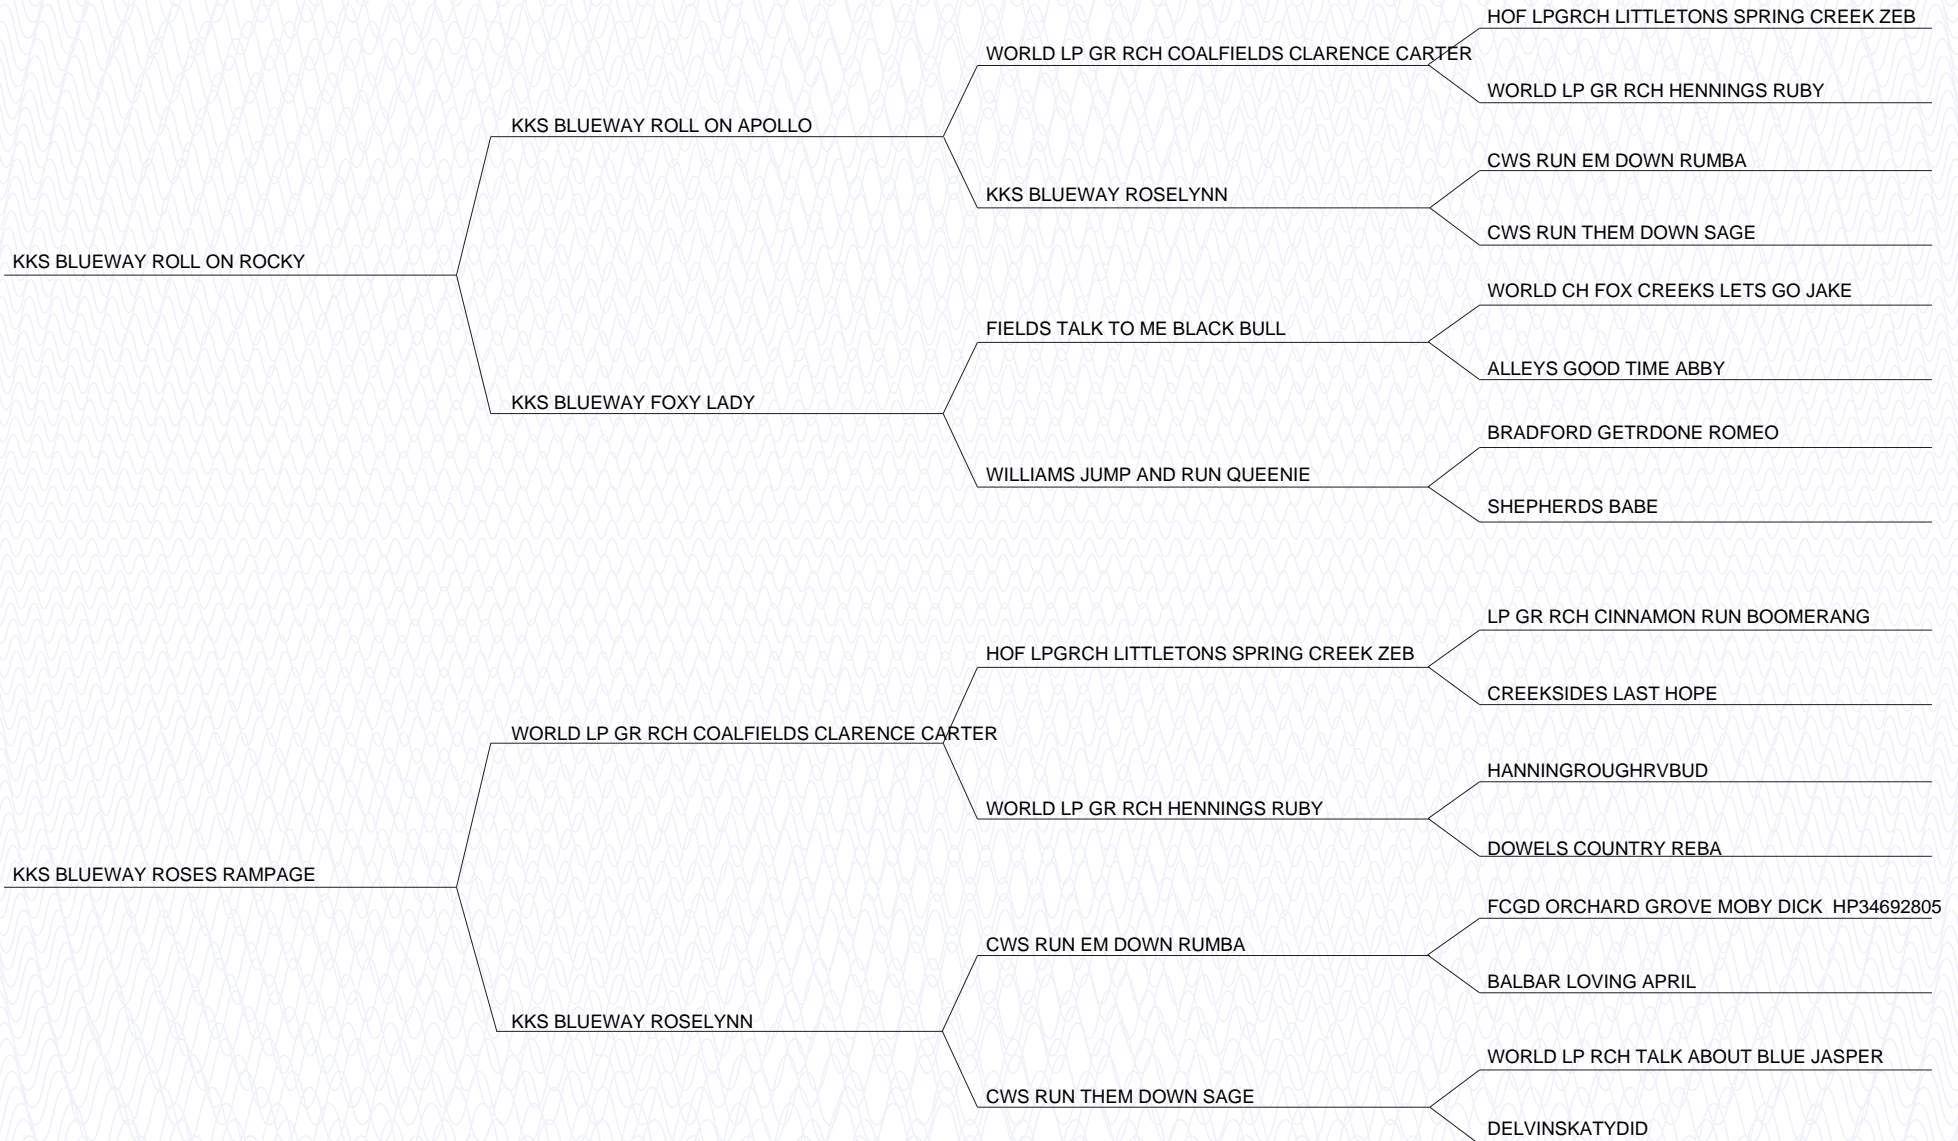 HOF LPGRCH LITTLETONS SPRING CREEK ZEB
WORLD LP GR RCH COALFIELDS CLARENCE CARTER
WORLD LP GR RCH HENNINGS RUBY
KKS BLUEWAY ROLL ON APOLLO
CWS RUN EM DOWN RUMBA
KKS BLUEWAY ROSELYNN
CWS RUN THEM DOWN SAGE
KKS BLUEWAY ROLL ON ROCKY
WORLD CH FOX CREEKS LETS GO JAKE
FIELDS TALK TO ME BLACK BULL
ALLEYS GOOD TIME ABBY
KKS BLUEWAY FOXY LADY
BRADFORD GETRDONE ROMEO
WILLIAMS JUMP AND RUN QUEENIE
SHEPHERDS BABE
LP GR RCH CINNAMON RUN BOOMERANG
HOF LPGRCH LITTLETONS SPRING CREEK ZEB
CREEKSIDES LAST HOPE
WORLD LP GR RCH COALFIELDS CLARENCE CARTER
HANNINGROUGHRVBUD
WORLD LP GR RCH HENNINGS RUBY
DOWELS COUNTRY REBA
KKS BLUEWAY ROSES RAMPAGE
FCGD ORCHARD GROVE MOBY DICK  HP34692805
CWS RUN EM DOWN RUMBA
BALBAR LOVING APRIL
KKS BLUEWAY ROSELYNN
WORLD LP RCH TALK ABOUT BLUE JASPER
CWS RUN THEM DOWN SAGE
DELVINSKATYDID